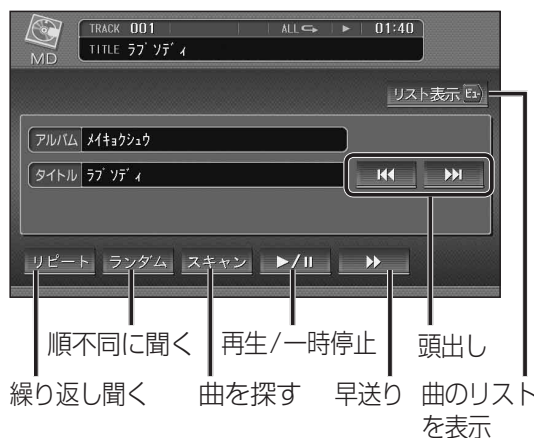 TRACK 001 ALL 01:40
MD
TITLE ﾗﾌﾟｿﾃﾞｨ
リスト表示 ﾋﾞｭｰ
アルバム ﾒｲｷｮｸｼｭｳ
タイトル ﾗﾌﾟｿﾃﾞｨ
リピート ランダム スキャン ▶/II
順不同に聞く 再生/一時停止 頭出し
繰り返し聞く 曲を探す 早送り 曲のリスト
を表示